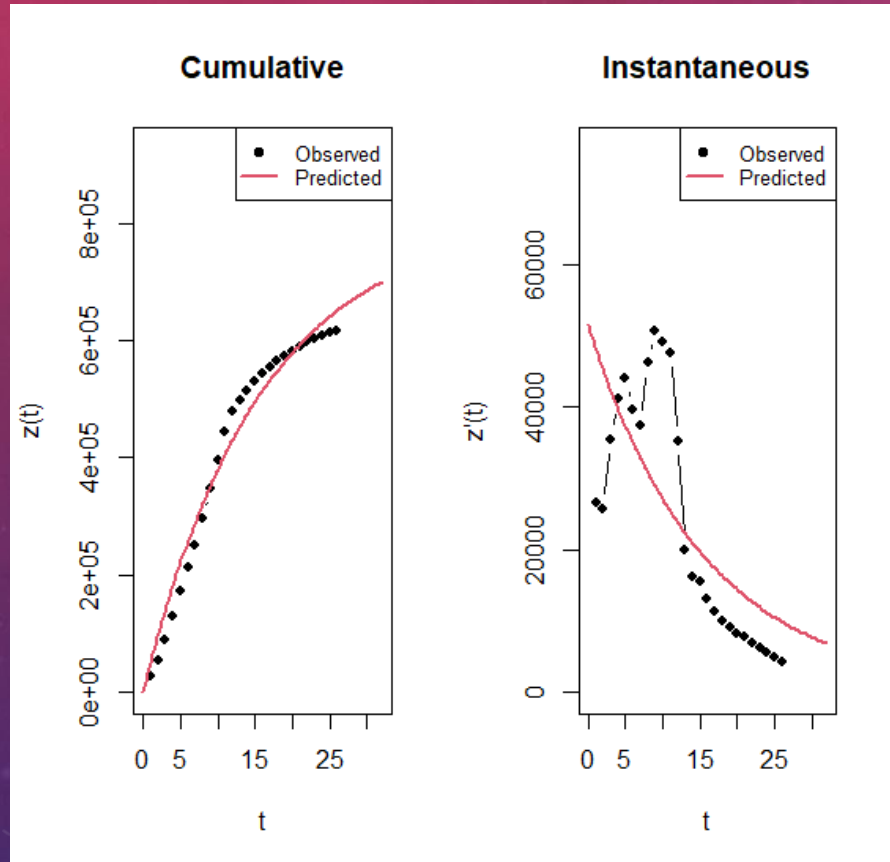 Cumulative
Observed
Predicted
z(t)
0e+00
2e+05
4e+05
6e+05
8e+05
0 5 15 25
t
Instantaneous
Observed
Predicted
z'(t)
0
20000
40000
60000
0 5 15 25
t